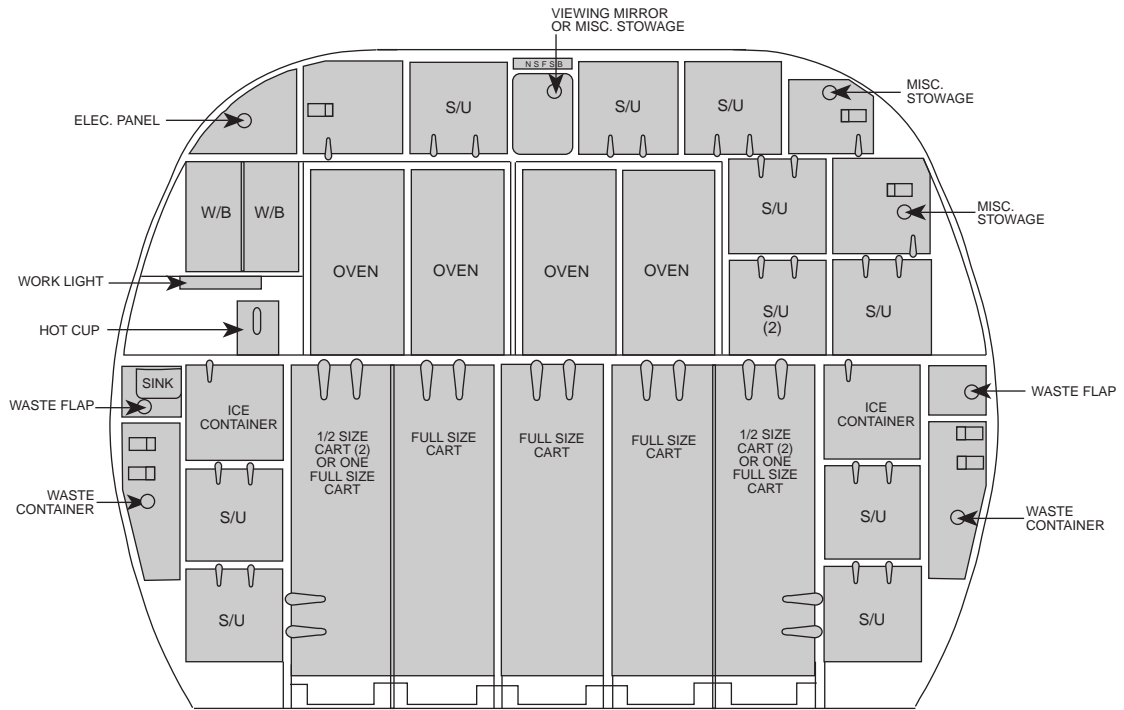 VIEWING MIRROR
OR MISC. STOWAGE
N S F S B
ELEC. PANEL
S/U
S/U
S/U
MISC.
STOWAGE
W/B
W/B
S/U
MISC.
STOWAGE
OVEN
OVEN
OVEN
OVEN
WORK LIGHT
HOT CUP
S/U
(2)
S/U
SINK
WASTE FLAP
ICE
CONTAINER
1/2 SIZE
CART (2)
OR ONE
FULL SIZE
CART
FULL SIZE
CART
FULL SIZE
CART
FULL SIZE
CART
1/2 SIZE
CART (2)
OR ONE
FULL SIZE
CART
ICE
CONTAINER
WASTE FLAP
WASTE
CONTAINER
S/U
S/U
WASTE
CONTAINER
S/U
S/U